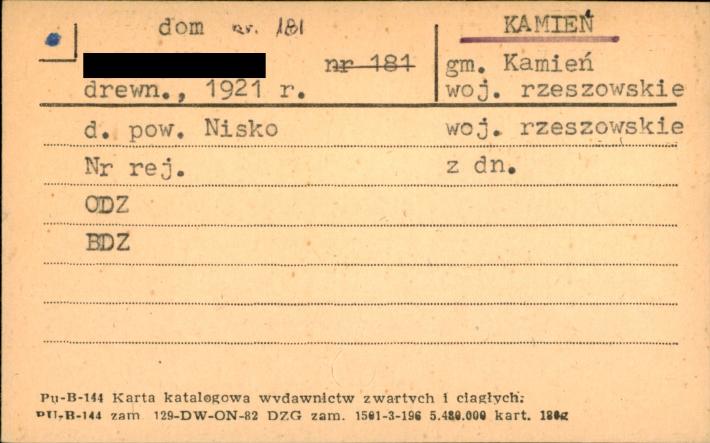 dom nr. 181
KAMIEŃ
nr 181
gm. Kamień
drewn., 1921 r.
woj. rzeszowskie
d. pow. Nisko
woj. rzeszowskie
Nr rej.
z dn.
ODZ
BDZ
Pu-B-144 Karta katalogowa wydawnictw zwartych i ciągłych.
PU-B-144 zam. 129-DW-ON-82 DZG zam. 1501-3-196 5.480.000 kart. 180g